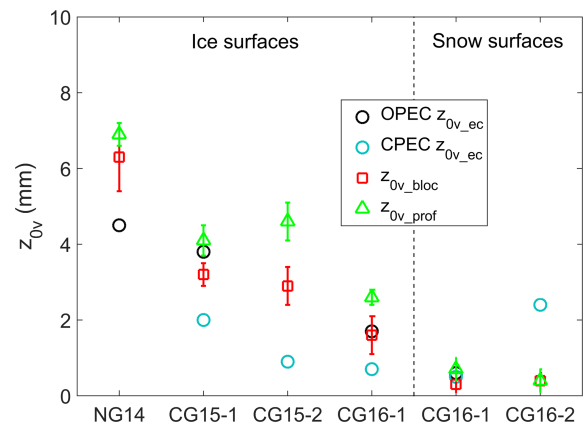 10
8
6
4
2
0
z0v (mm)
Ice surfaces
Snow surfaces
OPEC z0v_ec
CPEC z0v_ec
z0v_bloc
z0v_prof
NG14 CG15-1 CG15-2 CG16-1 CG16-1 CG16-2